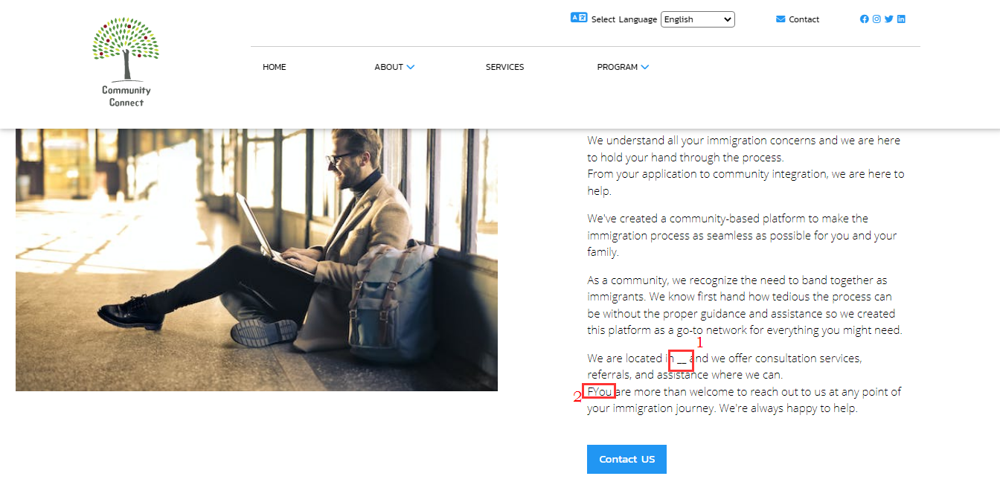 Select Language English
Contact
Community
Connect
HOME
ABOUT
SERVICES
PROGRAM
We understand all your immigration concerns and we are here
to hold your hand through the process.
From your application to community integration, we are here to
help.
We've created a community-based platform to make the
immigration process as seamless as possible for you and your
family.
As a community, we recognize the need to band together as
immigrants. We know first hand how tedious the process can
be without the proper guidance and assistance so we created
this platform as a go-to network for everything you might need.
1
We are located in __ and we offer consultation services,
referrals, and assistance where we can.
2
FYou are more than welcome to reach out to us at any point of
your immigration journey. We're always happy to help.
Contact US